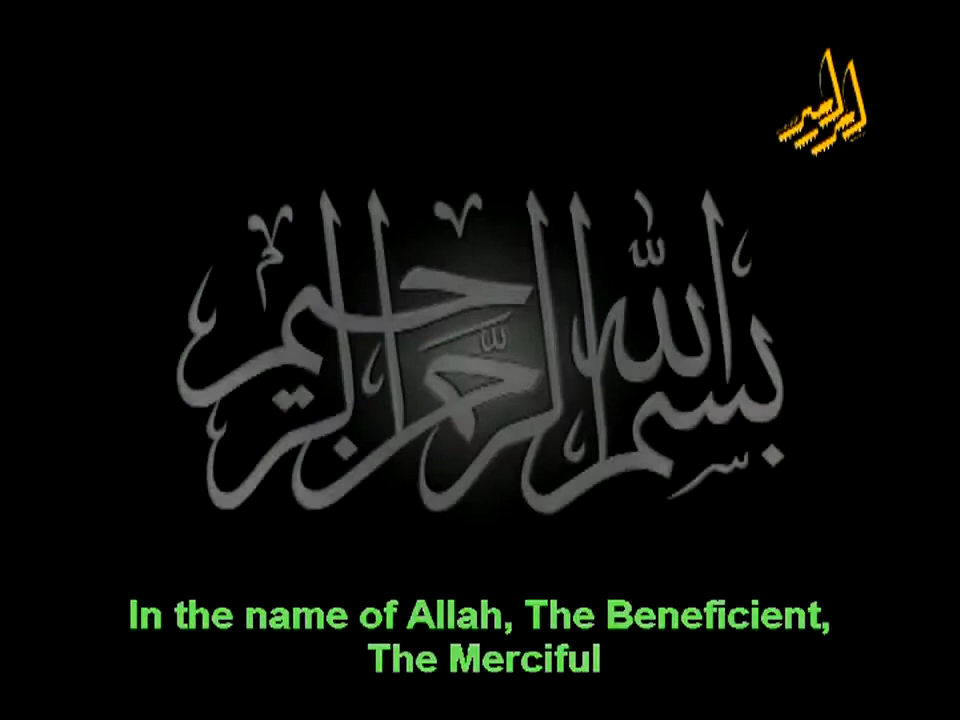 بسم الله الرحمن الرحيم
In the name of Allah, The Beneficient,
The Merciful